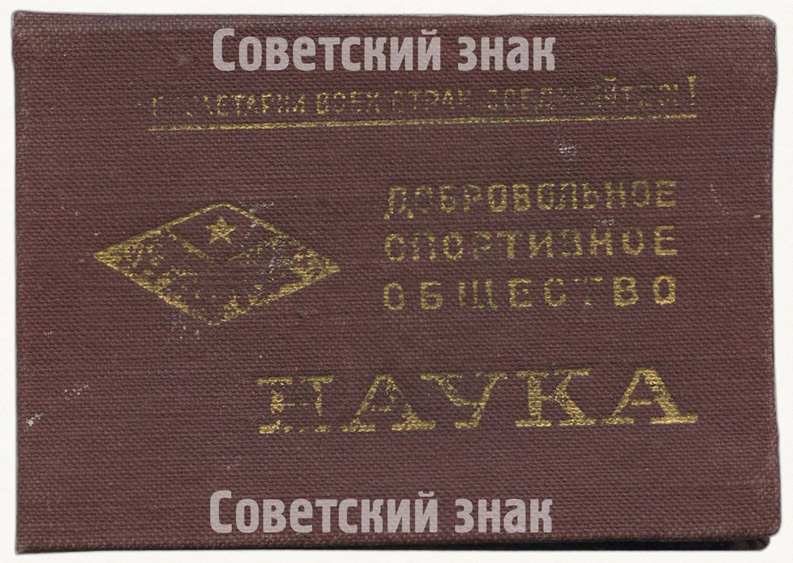 Советский знак
ПРОЛЕТАРИИ ВСЕХ СТРАН, СОЕДИНЯЙТЕСЬ!
ДОБРОВОЛЬНОЕ
СПОРТИВНОЕ
ОБЩЕСТВО
НАУКА
Советский знак